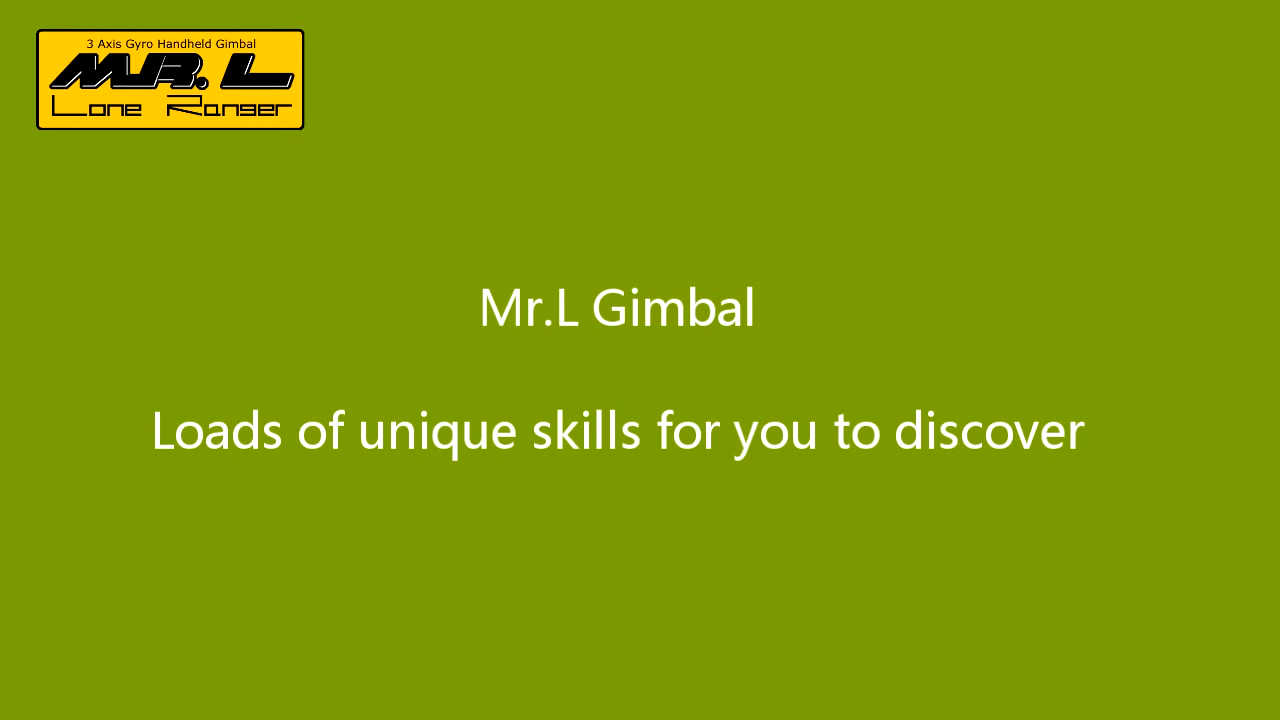 3 Axis Gyro Handheld Gimbal
MR. L
Lone Ranger
Mr.L Gimbal
Loads of unique skills for you to discover